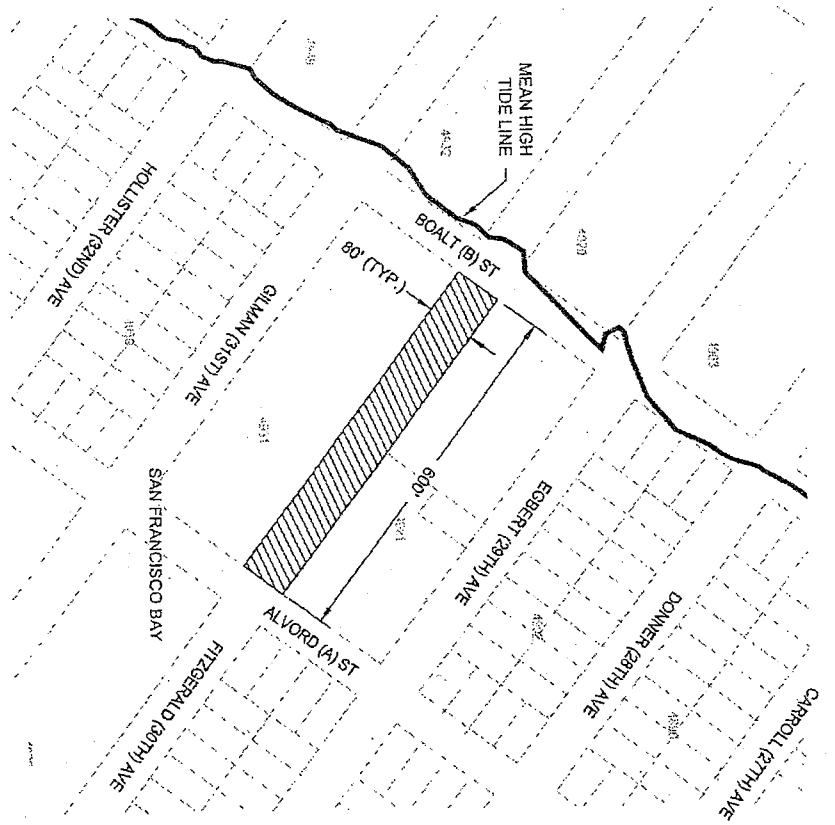 MEAN HIGH
TIDE LINE
BOALT (B) ST
80' (TYP.)
HOLLISTER (32ND) AVE
GILMAN (31ST) AVE
600'
EGBERT (29TH) AVE
SAN FRANCISCO BAY
ALVORD (A) ST
FITZGERALD (30TH) AVE
DONNER (28TH) AVE
CARROLL (27TH) AVE